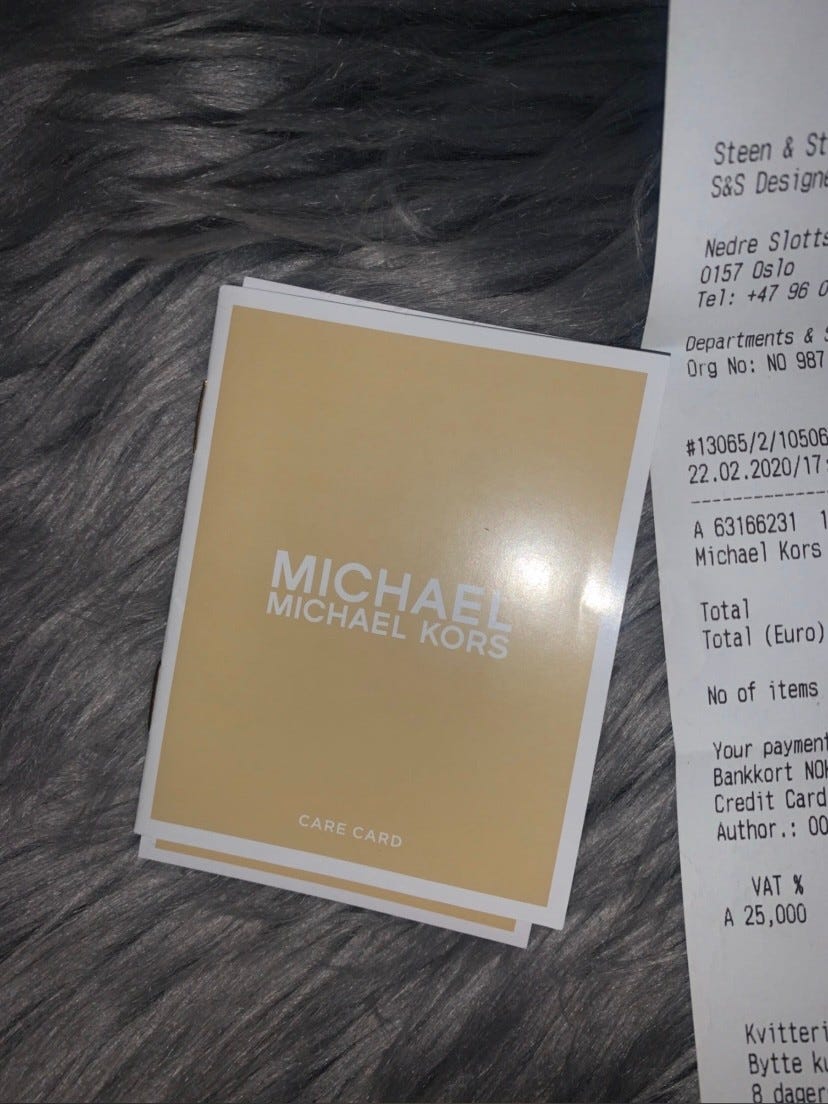 MICHAEL
MICHAEL KORS
CARE CARD
Steen & St
S&S Designe
Nedre Slotts
0157 Oslo
Tel: +47 96 0
Departments & S
Org No: NO 987
#13065/2/10506
22.02.2020/17:
A 63166231 1
Michael Kors
Total
Total (Euro)
No of items
Your payment
Bankkort NOK
Credit Card
Author.: 00
VAT %
A 25,000
Kvitteri
Bytte ku
8 dager